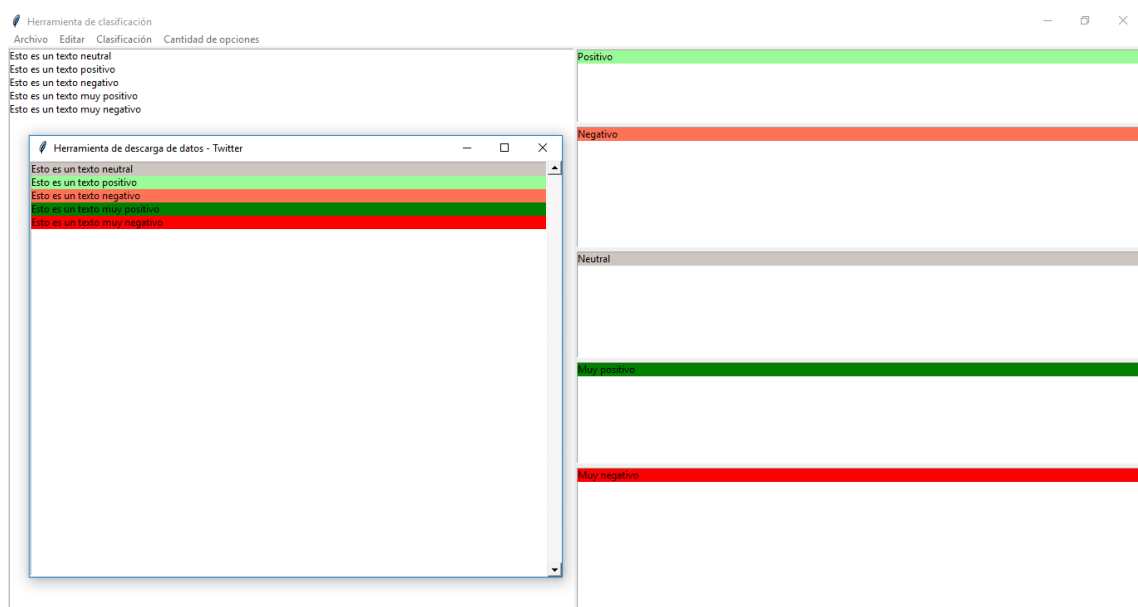 Herramienta de clasificación
Archivo Editar Clasificación Cantidad de opciones
Esto es un texto neutral
Esto es un texto positivo
Esto es un texto negativo
Esto es un texto muy positivo
Esto es un texto muy negativo
Herramienta de descarga de datos - Twitter
Esto es un texto neutral
Esto es un texto positivo
Esto es un texto negativo
Esto es un texto muy positivo
Esto es un texto muy negativo
Positivo
Negativo
Neutral
Muy positivo
Muy negativo